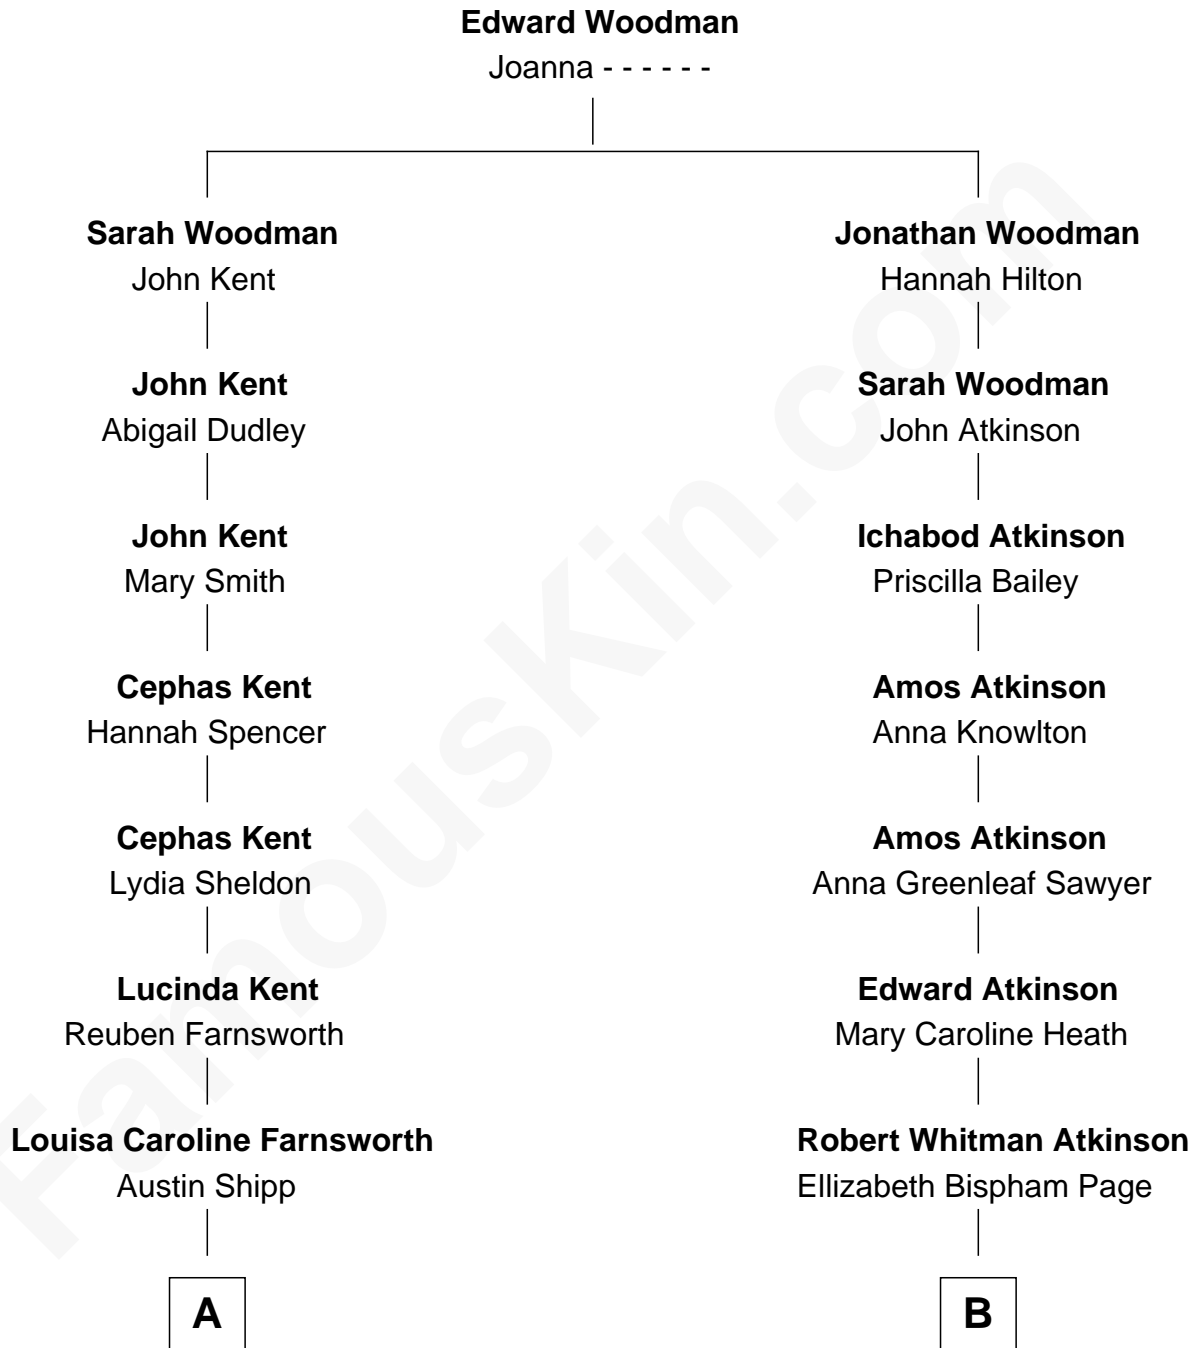 Edward Woodman
Joanna - - - - - -
Sarah Woodman
John Kent
Jonathan Woodman
Hannah Hilton
John Kent
Abigail Dudley
Sarah Woodman
John Atkinson
John Kent
Mary Smith
Ichabod Atkinson
Priscilla Bailey
Cephas Kent
Hannah Spencer
Amos Atkinson
Anna Knowlton
Cephas Kent
Lydia Sheldon
Amos Atkinson
Anna Greenleaf Sawyer
Lucinda Kent
Reuben Farnsworth
Edward Atkinson
Mary Caroline Heath
Louisa Caroline Farnsworth
Austin Shipp
Robert Whitman Atkinson
Ellizabeth Bispham Page
A
B
FamousKin.com